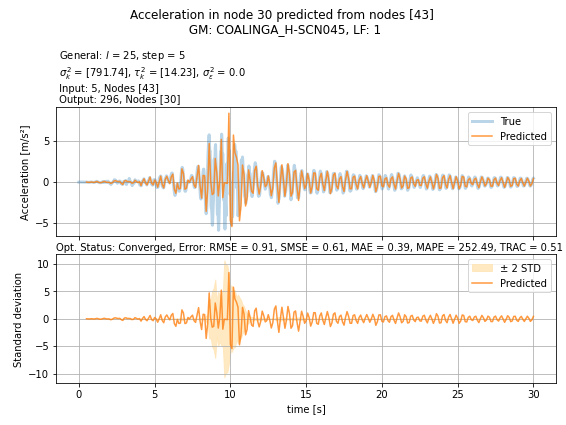 Acceleration in node 30 predicted from nodes [43]
GM: COALINGA_H-SCN045, LF: 1
General: l = 25, step = 5
σ²ₖ = [791.74], τ²ₖ = [14.23], σ²ε = 0.0
Input: 5, Nodes [43]
Output: 296, Nodes [30]
Acceleration [m/s²]
5
0
−5
True
Predicted
Opt. Status: Converged, Error: RMSE = 0.91, SMSE = 0.61, MAE = 0.39, MAPE = 252.49, TRAC = 0.51
Standard deviation
10
5
0
−5
−10
± 2 STD
Predicted
0 5 10 15 20 25 30
time [s]